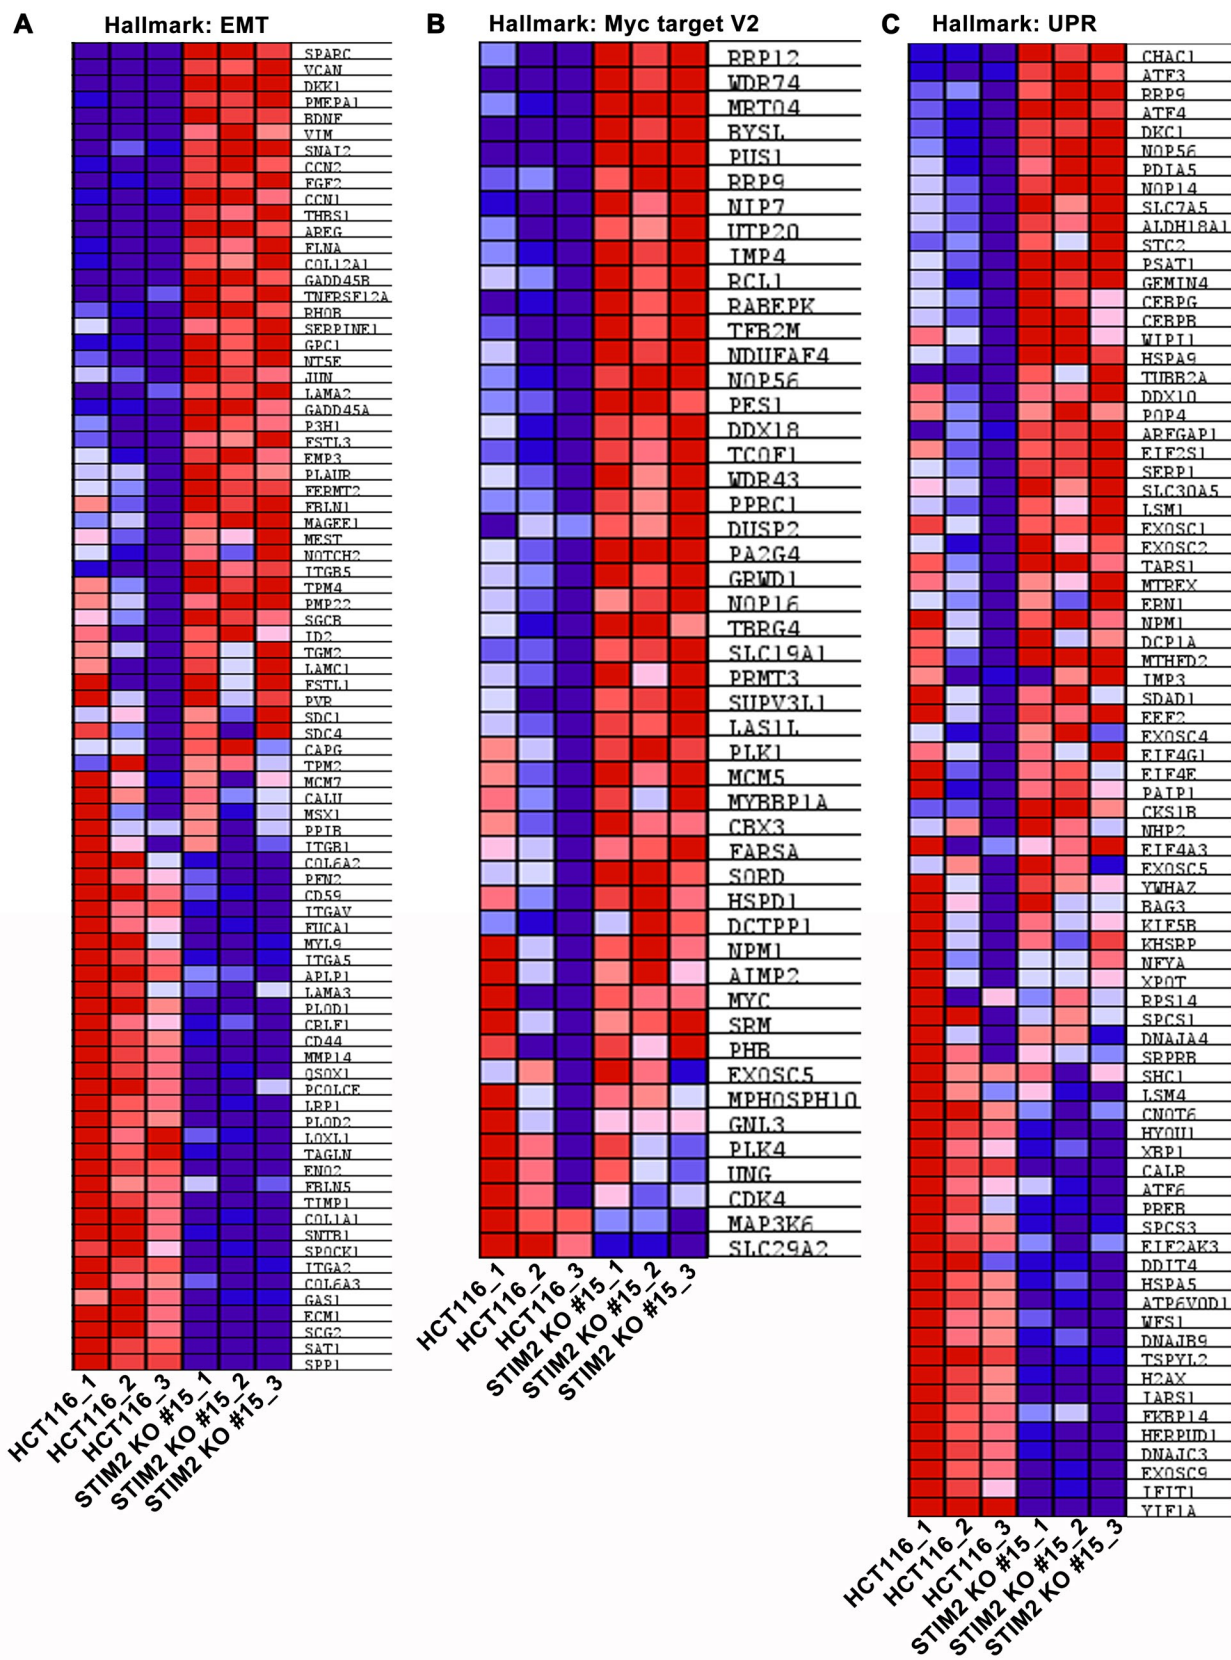 A
Hallmark: EMT
SPARC
VCAN
DKK1
PMEPA1
BDNF
VIM
SNAI2
CCN2
FGF2
CCN1
THBS1
AREG
FLNA
COL12A1
GADD45B
TNFRSF12A
RHOB
SERPINE1
GPC1
NT5E
JUN
LAMA2
GADD45A
P3H1
FSTL3
EMP3
PLAUR
FERMT2
FBLN1
MAGEE1
MEST
NOTCH2
ITGB5
TPM4
PMP22
SGCB
ID2
TGM2
LAMC1
FSTL1
PVR
SDC1
SDC4
CAPG
TPM2
MCM7
CALU
MSX1
PPIB
ITGB1
COL6A2
PFN2
CD59
ITGAV
FUCA1
MYL9
ITGA5
APLP1
LAMA3
PLOD1
CRLF1
CD44
MMP14
QSOX1
PCOLCE
LRP1
PLOD2
LOXL1
TAGLN
ENO2
FBLN5
TIMP1
COL1A1
SNTB1
SPOCK1
ITGA2
COL6A3
GAS1
ECM1
SCG2
SAT1
SPP1
HCT116_1
HCT116_2
HCT116_3
STIM2 KO #15_1
STIM2 KO #15_2
STIM2 KO #15_3
B
Hallmark: Myc target V2
RRP12
WDR74
MRTO4
BYSL
PUS1
RRP9
NIP7
UTP20
IMP4
RCL1
RABEPK
TFB2M
NDUFAF4
NOP56
PES1
DDX18
TCOF1
WDR43
PPRC1
DUSP2
PA2G4
GRWD1
NOP16
TBRG4
SLC19A1
PRMT3
SUPV3L1
LAS1L
PLK1
MCM5
MYBBP1A
CBX3
FARSA
SORD
HSPD1
DCTPP1
NPM1
AIMP2
MYC
SRM
PHB
EXOSC5
MPHOSPH10
GNL3
PLK4
UNG
CDK4
MAP3K6
SLC29A2
HCT116_1
HCT116_2
HCT116_3
STIM2 KO #15_1
STIM2 KO #15_2
STIM2 KO #15_3
C
Hallmark: UPR
CHAC1
ATF3
RRP9
ATF4
DKC1
NOP56
PDIA5
NOP14
SLC7A5
ALDH18A1
STC2
PSAT1
GEMIN4
CEBPG
CEBPB
WIPI1
HSPA9
TUBB2A
DDX10
POP4
ARFGAP1
EIF2S1
SERP1
SLC30A5
LSM1
EXOSC1
EXOSC2
TARS1
MTREX
ERN1
NPM1
DCP1A
MTHFD2
IMP3
SDAD1
EEF2
EXOSC4
EIF4G1
EIF4E
PAIP1
CKS1B
NHP2
EIF4A3
EXOSC5
YWHAZ
BAG3
KIF5B
KHSRP
NFYA
XPOT
RPS14
SPCS1
DNAJA4
SRPRB
SHC1
LSM4
CNOT6
HYOU1
XBP1
CALR
ATF6
PREB
SPCS3
EIF2AK3
DDIT4
HSPA5
ATP6V0D1
WFS1
DNAJB9
TSPYL2
H2AX
IARS1
FKBP14
HERPUD1
DNAJC3
EXOSC9
IFIT1
YIF1A
HCT116_1
HCT116_2
HCT116_3
STIM2 KO #15_1
STIM2 KO #15_2
STIM2 KO #15_3